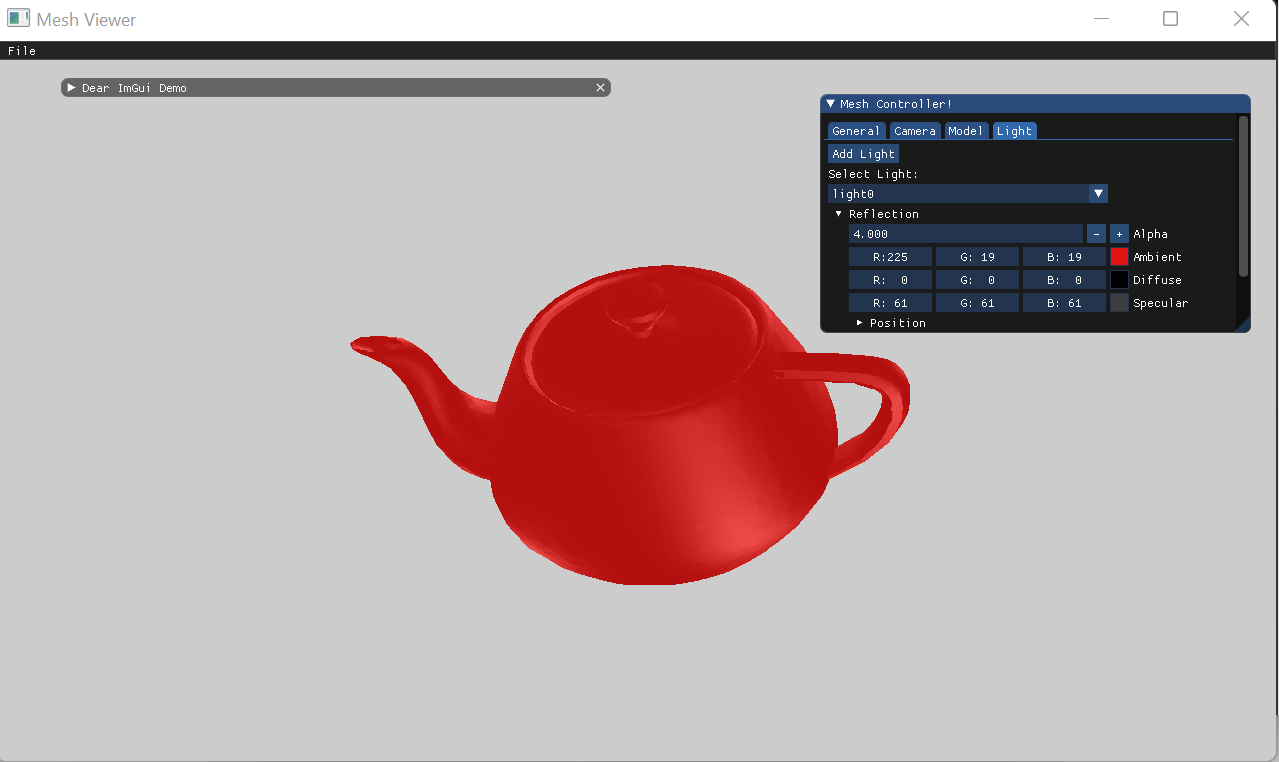 Mesh Viewer
File
Dear ImGui Demo
Mesh Controller!
General Camera Model Light
Add Light
Select Light:
light0
Reflection
4.000 - + Alpha
R:225 G: 19 B: 19 Ambient
R: 0 G: 0 B: 0 Diffuse
R: 61 G: 61 B: 61 Specular
Position